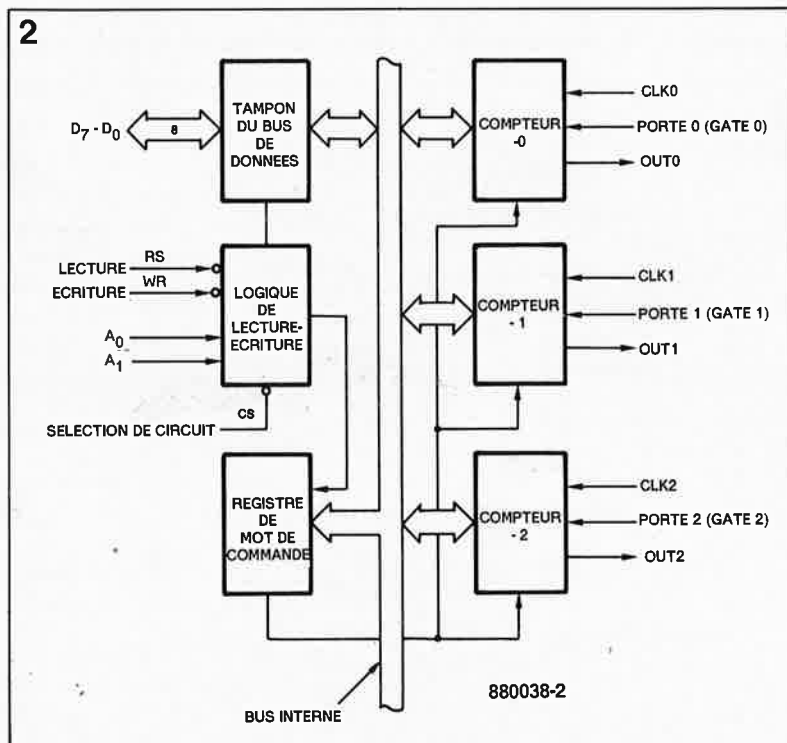 2
D7 - D0
8
TAMPON
DU BUS
DE
DONNEES
LECTURE
RS
ECRITURE
WR
A0
A1
LOGIQUE
DE
LECTURE-
ECRITURE
CS
SELECTION DE CIRCUIT
REGISTRE
DE
MOT DE
COMMANDE
BUS INTERNE
COMPTEUR
-0
CLK0
PORTE 0 (GATE 0)
OUT0
COMPTEUR
- 1
CLK1
PORTE 1 (GATE 1)
OUT1
COMPTEUR
- 2
CLK2
PORTE 2 (GATE 2)
OUT2
880038-2